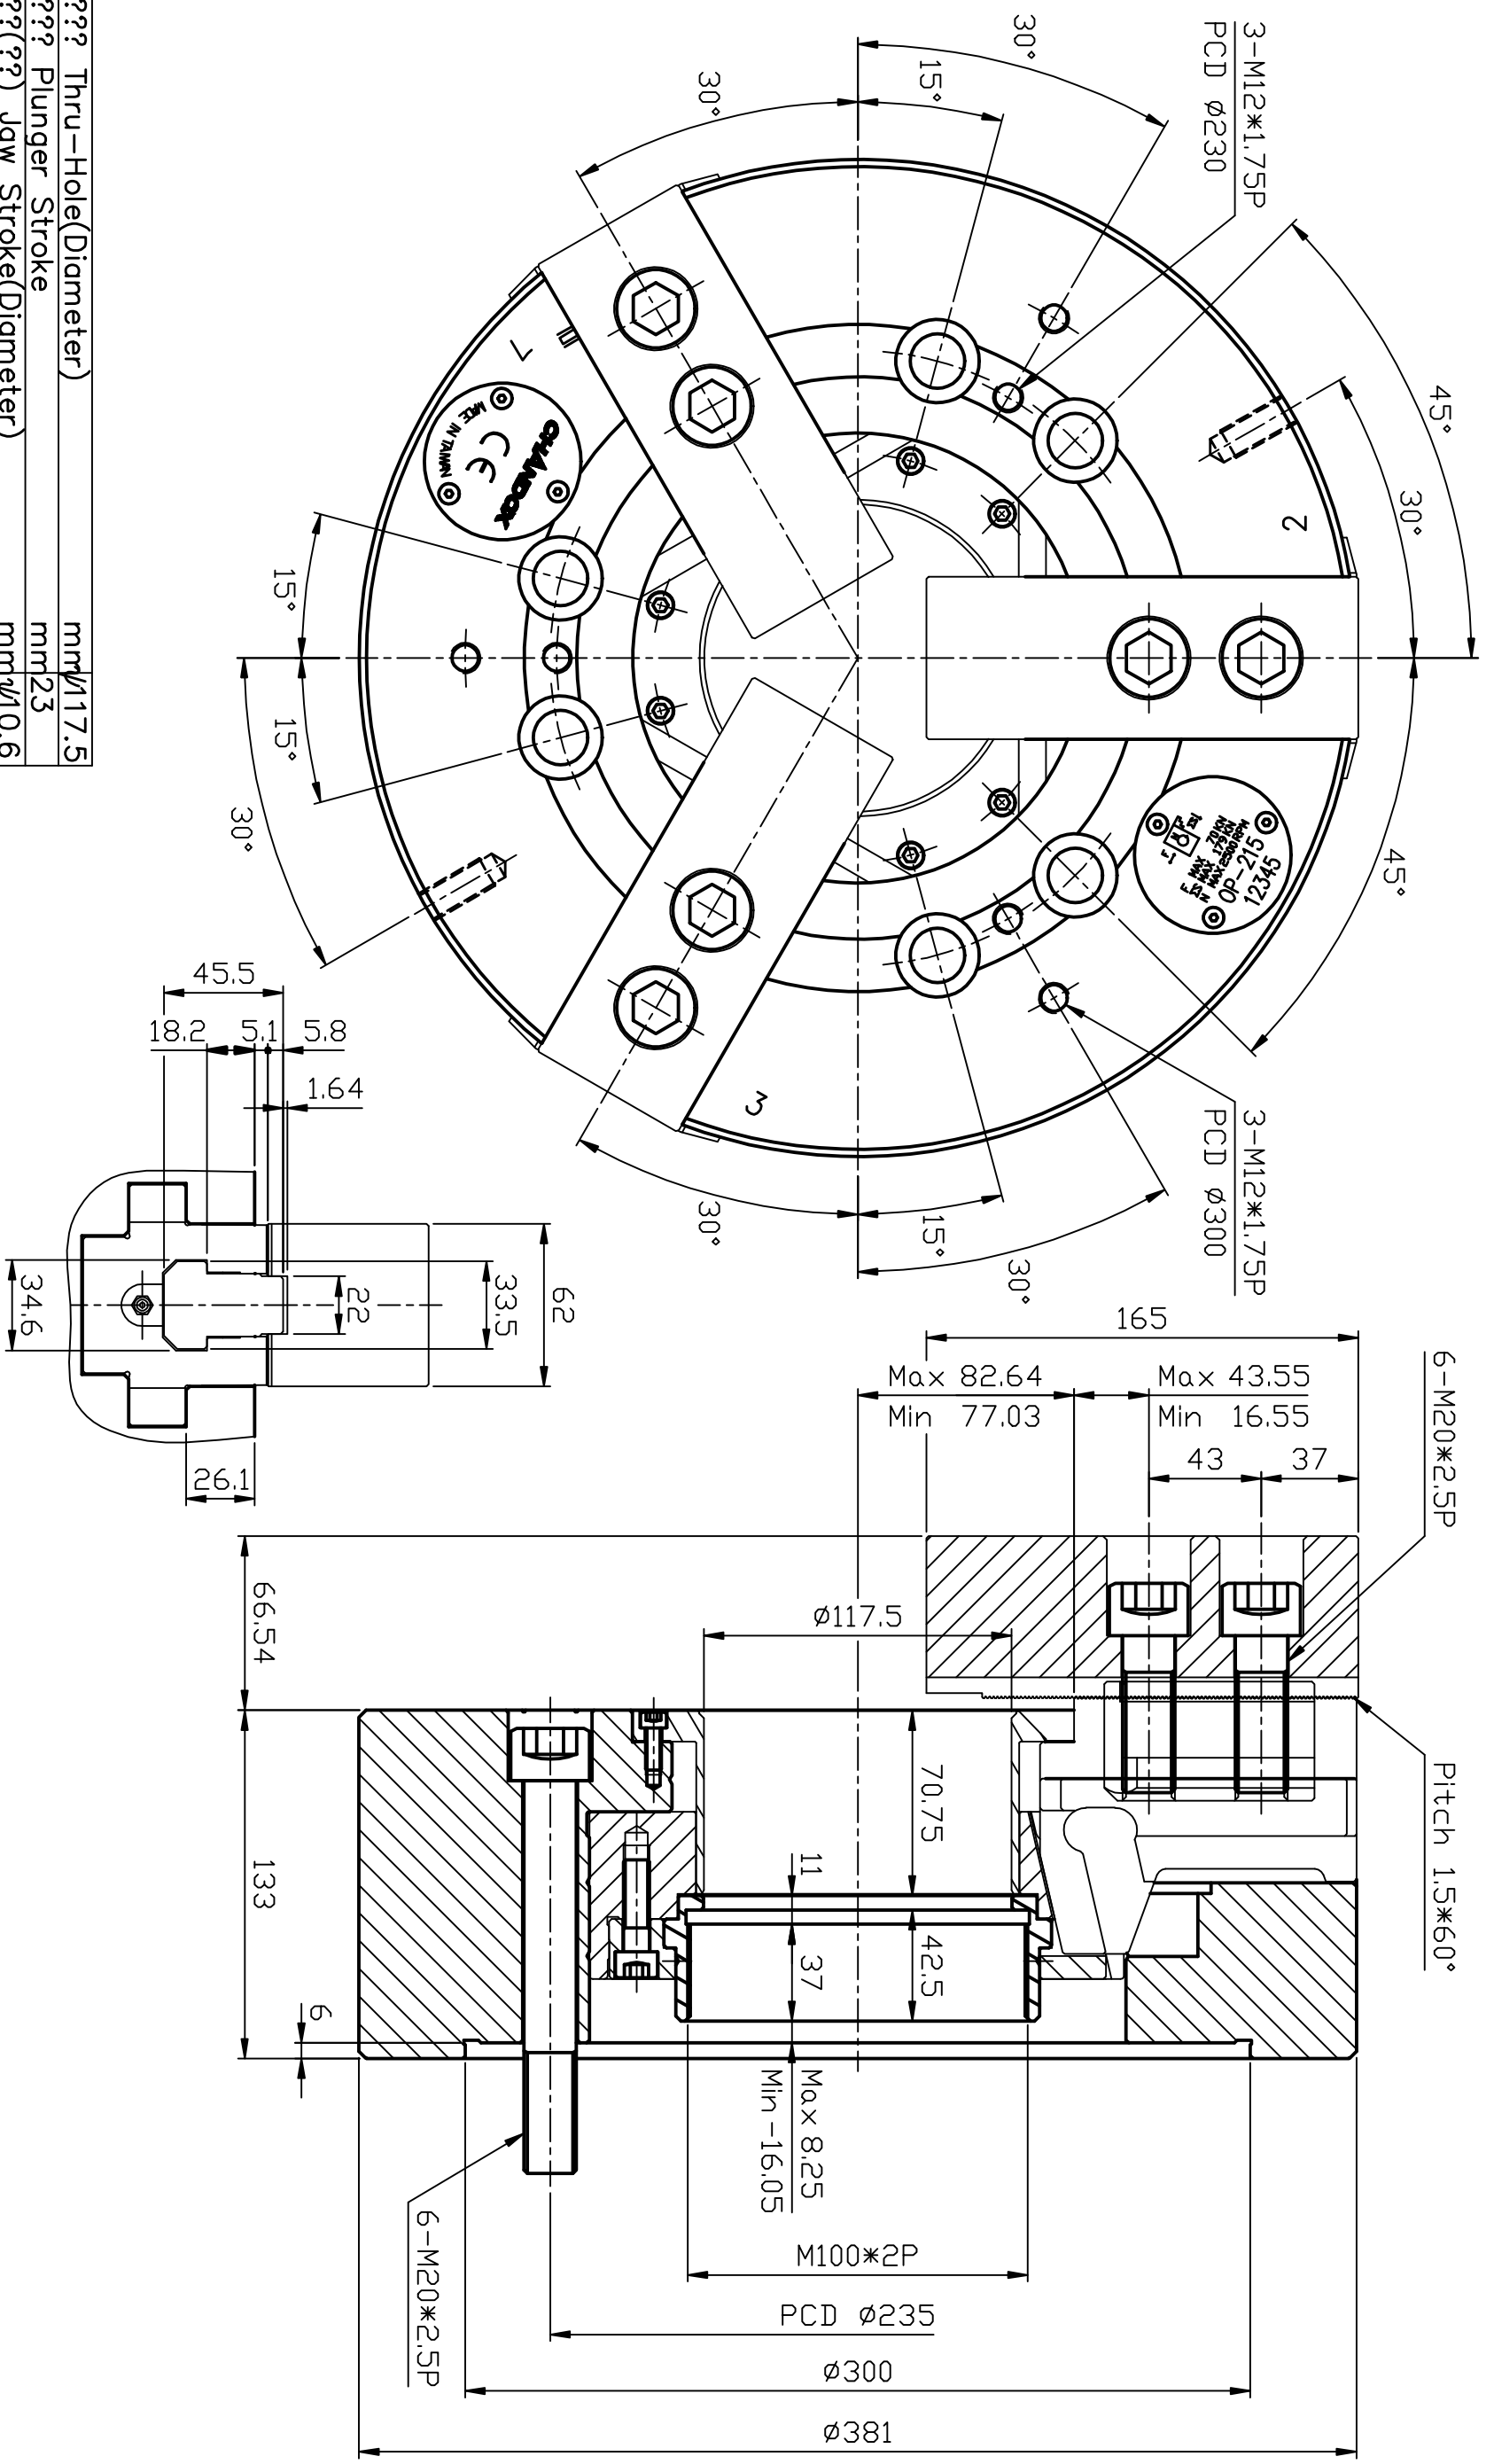 3-M12*1.75P
PCD ø230
30°
15°
30°
45°
30°
2
45°
1
CHANDOX
MADE IN TAIWAN
CE
15°
15°
30°
F MAX 70KN
MAX 179KN
N MAX 2500RPM
OP-215
12345
3
3-M12*1.75P
PCD ø300
30°
15°
30°
45.5
18.2
5.1
5.8
1.64
62
33.5
22
34.6
26.1
165
Max 82.64
Min 77.03
Max 43.55
Min 16.55
43
37
6-M20*2.5P
Pitch 1.5*60°
66.54
133
6
ø117.5
70.75
11
42.5
37
Max 8.25
Min -16.05
M100*2P
PCD ø235
6-M20*2.5P
ø300
ø381
??? Thru-Hole(Diameter) mm ø117.5
???? Plunger Stroke mm 23
??(??) Jaw Stroke(Diameter) mm ø10.6